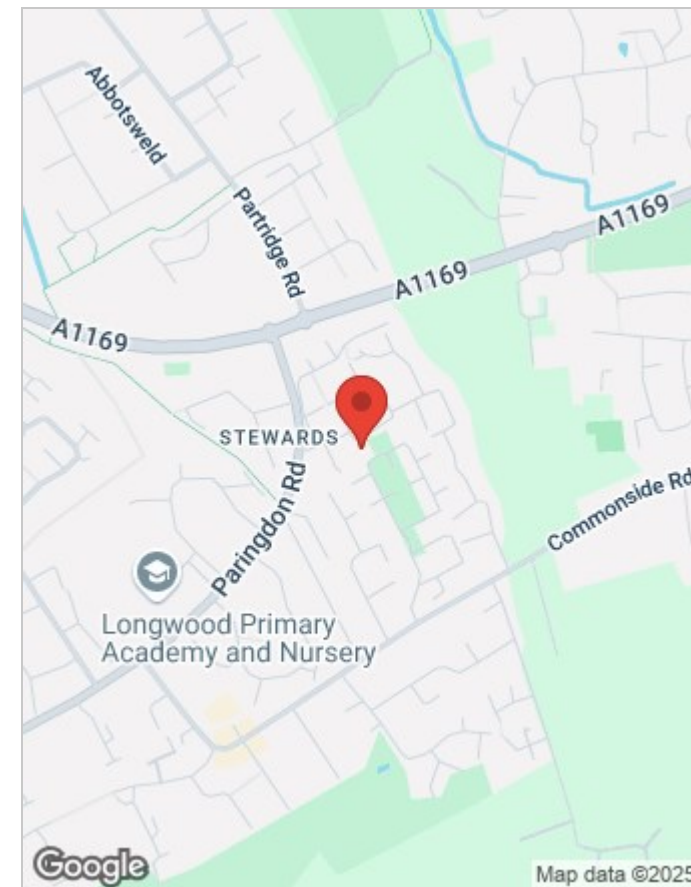 Abbotsweld
Partridge Rd
A1169
A1169
A1169
STEWARDS
Paringdon Rd
Commonside Rd
Longwood Primary
Academy and Nursery
Google
Map data ©2025